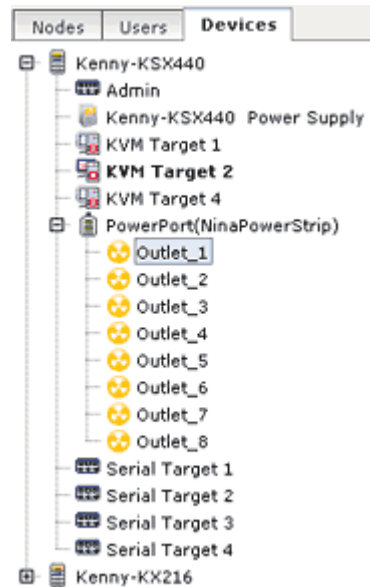 Nodes Users Devices
Kenny-KSX440
Admin
Kenny-KSX440 Power Supply
KVM Target 1
KVM Target 2
KVM Target 4
PowerPort(NinaPowerStrip)
Outlet_1
Outlet_2
Outlet_3
Outlet_4
Outlet_5
Outlet_6
Outlet_7
Outlet_8
Serial Target 1
Serial Target 2
Serial Target 3
Serial Target 4
Kenny-KX216